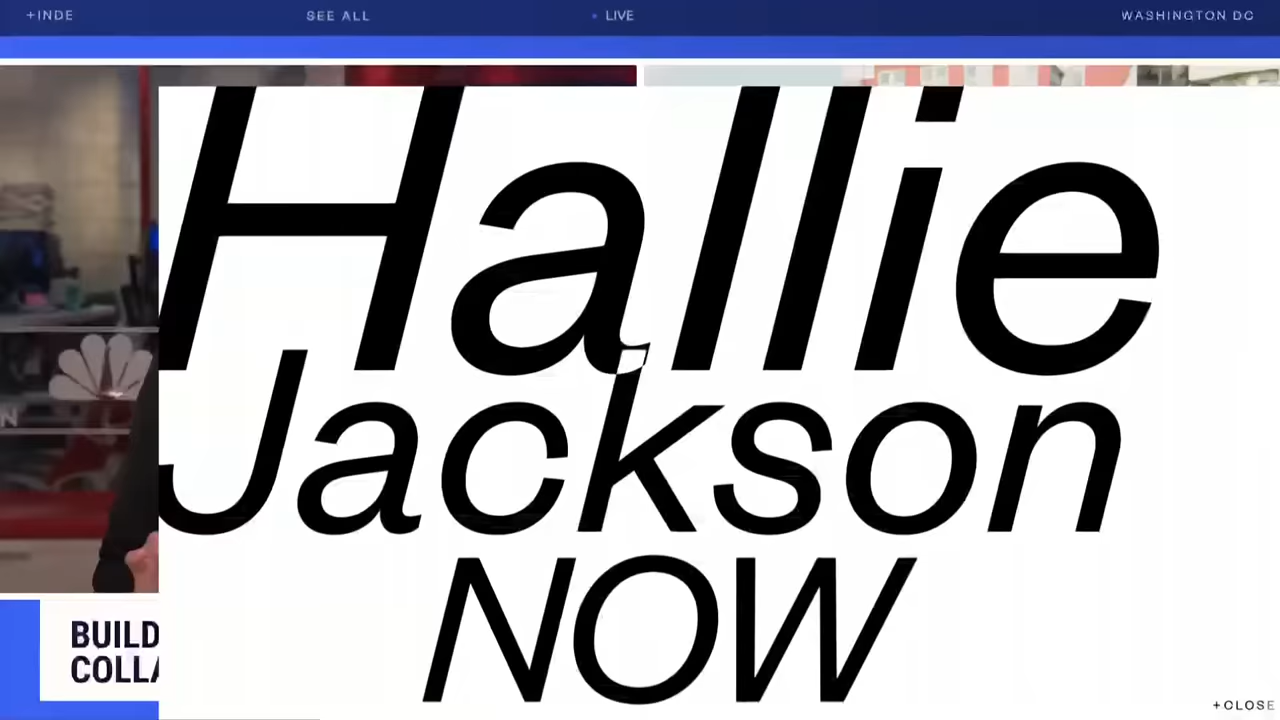 +INDE
SEE ALL
LIVE
WASHINGTON DC
Hallie
Jackson
NOW
N
BUILD
COLLA
+CLOSE